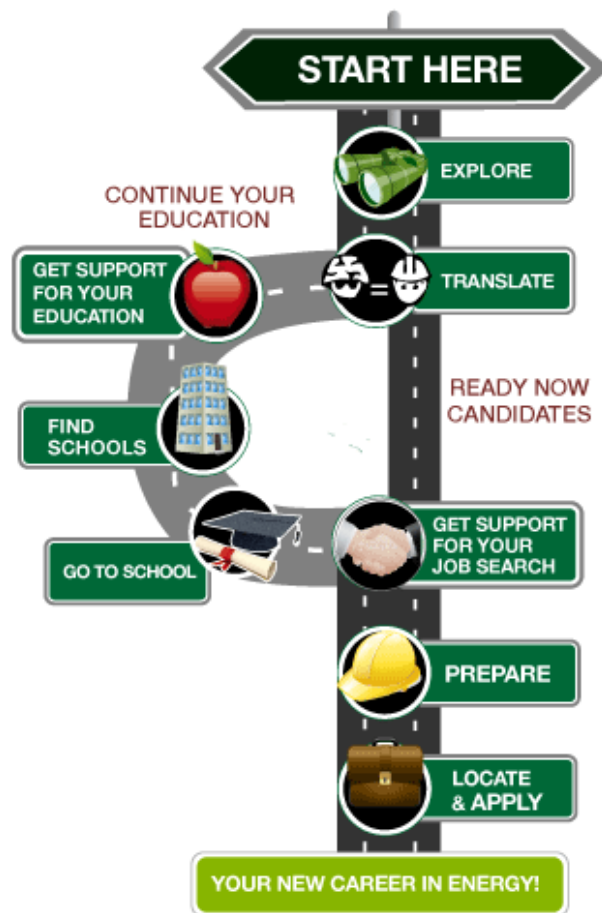 START HERE
EXPLORE
CONTINUE YOUR
EDUCATION
GET SUPPORT
FOR YOUR
EDUCATION
=
TRANSLATE
READY NOW
CANDIDATES
FIND
SCHOOLS
GO TO SCHOOL
GET SUPPORT
FOR YOUR
JOB SEARCH
PREPARE
LOCATE
& APPLY
YOUR NEW CAREER IN ENERGY!